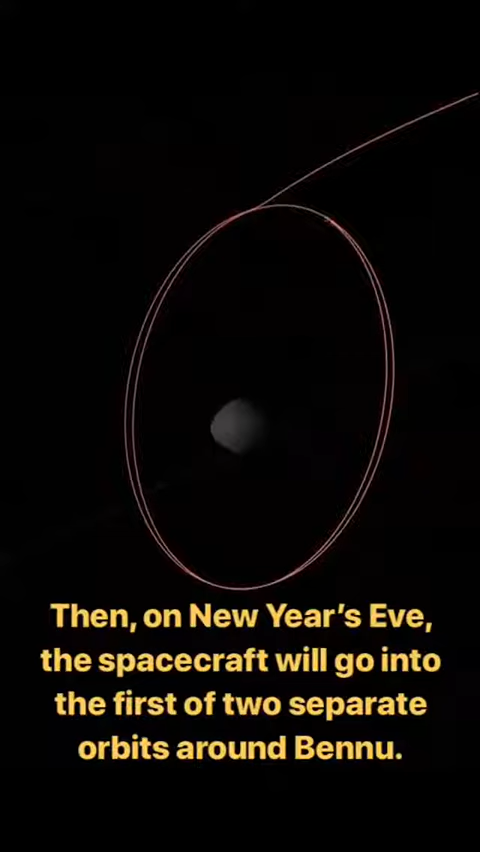 Then, on New Year’s Eve,
the spacecraft will go into
the first of two separate
orbits around Bennu.